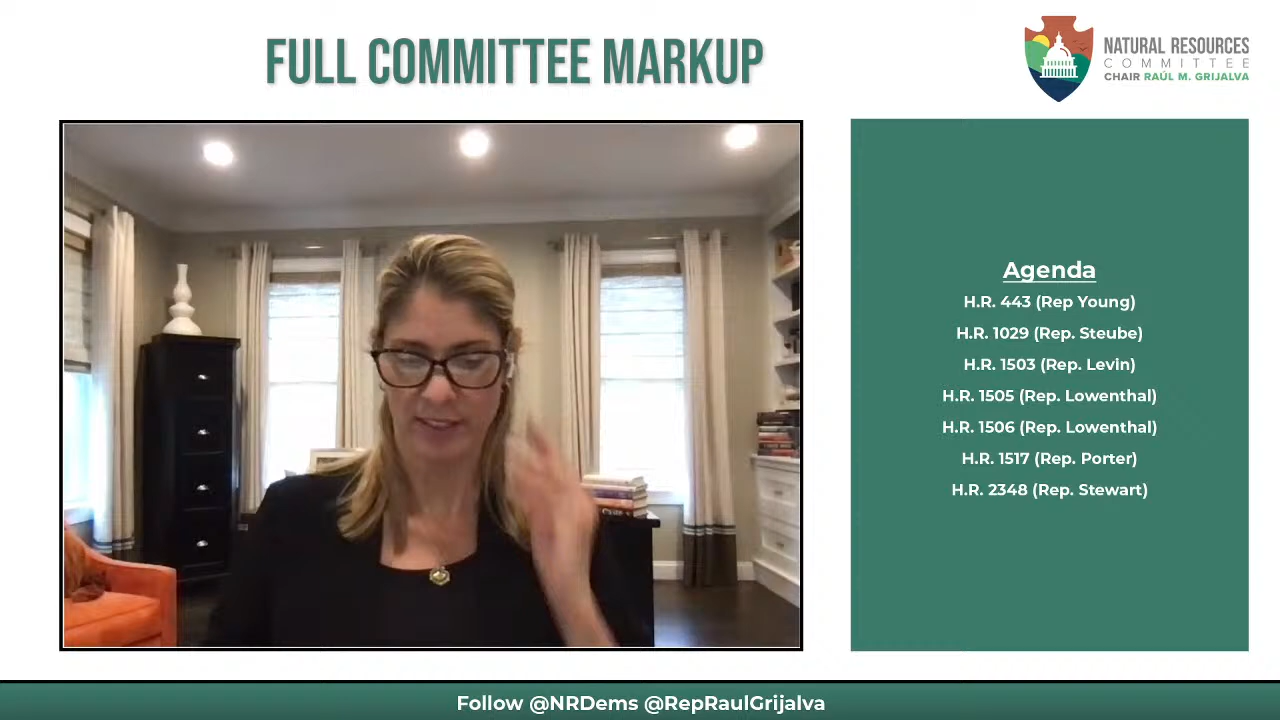 FULL COMMITTEE MARKUP
NATURAL RESOURCES
COMMITTEE
CHAIR RAÚL M. GRIJALVA
Agenda
H.R. 443 (Rep Young)
H.R. 1029 (Rep. Steube)
H.R. 1503 (Rep. Levin)
H.R. 1505 (Rep. Lowenthal)
H.R. 1506 (Rep. Lowenthal)
H.R. 1517 (Rep. Porter)
H.R. 2348 (Rep. Stewart)
Follow @NRDems @RepRaulGrijalva